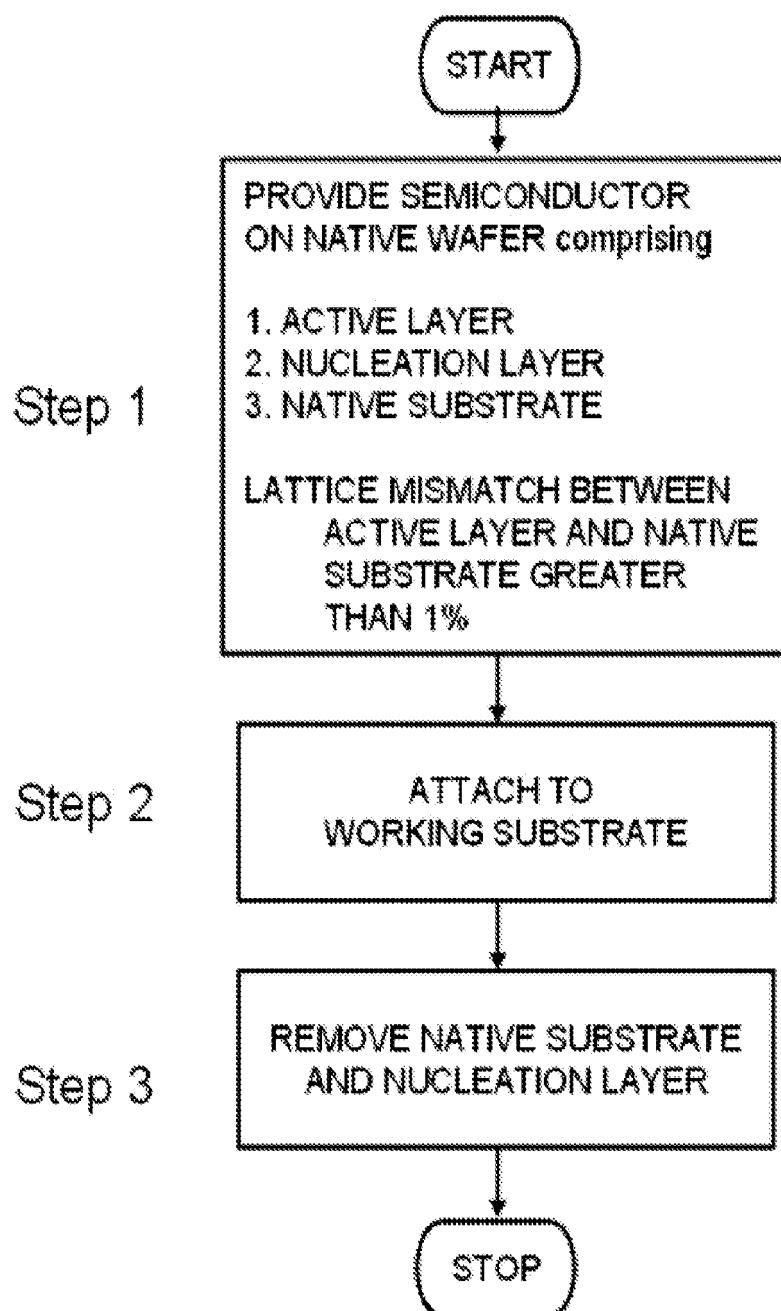 START
PROVIDE SEMICONDUCTOR
ON NATIVE WAFER comprising
1. ACTIVE LAYER
2. NUCLEATION LAYER
3. NATIVE SUBSTRATE
LATTICE MISMATCH BETWEEN
ACTIVE LAYER AND NATIVE
SUBSTRATE GREATER
THAN 1%
Step 1
ATTACH TO
WORKING SUBSTRATE
Step 2
REMOVE NATIVE SUBSTRATE
AND NUCLEATION LAYER
Step 3
STOP